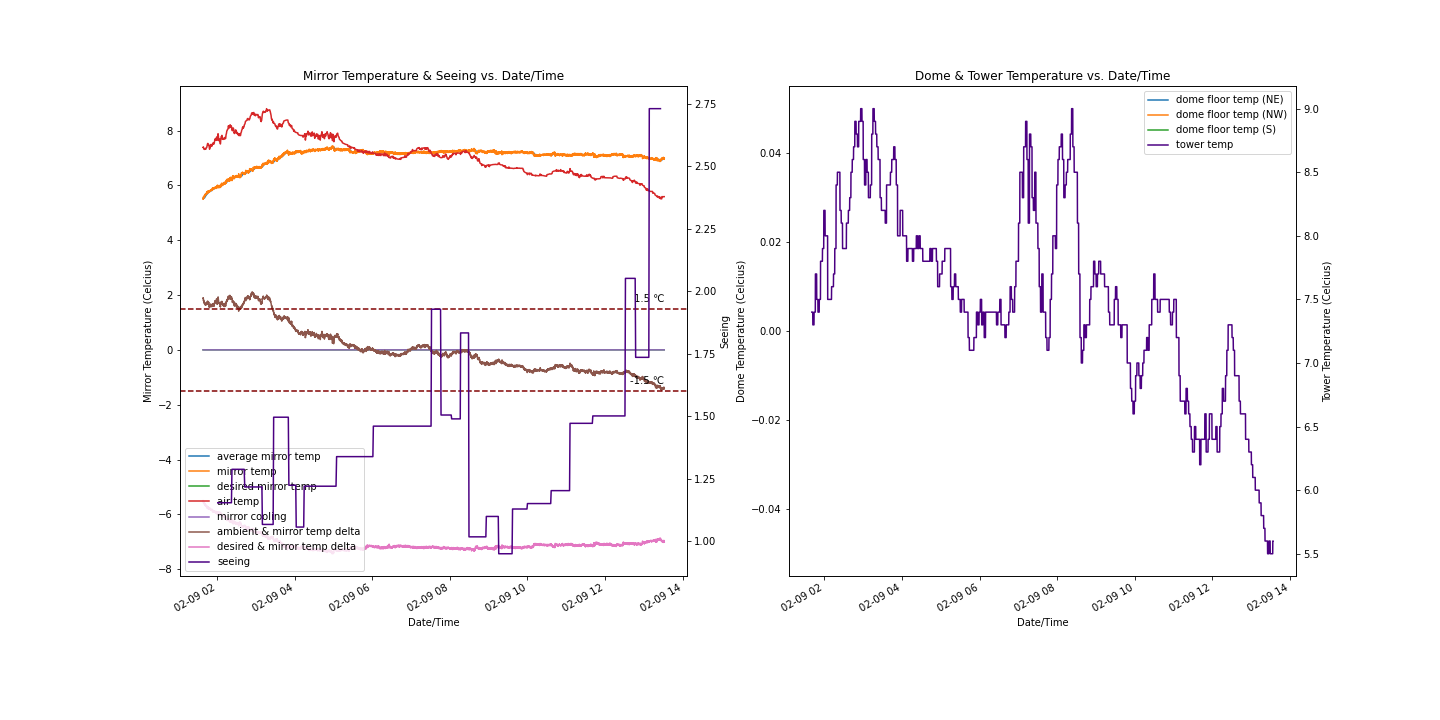 Mirror Temperature & Seeing vs. Date/Time
Mirror Temperature (Celcius)
8
6
4
2
0
−2
−4
−6
−8
2.75
2.50
2.25
2.00
1.75
1.50
1.25
1.00
Seeing
1.5 °C
-1.5 °C
average mirror temp
mirror temp
desired mirror temp
air temp
mirror cooling
ambient & mirror temp delta
desired & mirror temp delta
seeing
02-09 02
02-09 04
02-09 06
02-09 08
02-09 10
02-09 12
02-09 14
Date/Time
Dome & Tower Temperature vs. Date/Time
Dome Temperature (Celcius)
0.04
0.02
0.00
−0.02
−0.04
dome floor temp (NE)
dome floor temp (NW)
dome floor temp (S)
tower temp
9.0
8.5
8.0
7.5
7.0
6.5
6.0
5.5
Tower Temperature (Celcius)
02-09 02
02-09 04
02-09 06
02-09 08
02-09 10
02-09 12
02-09 14
Date/Time